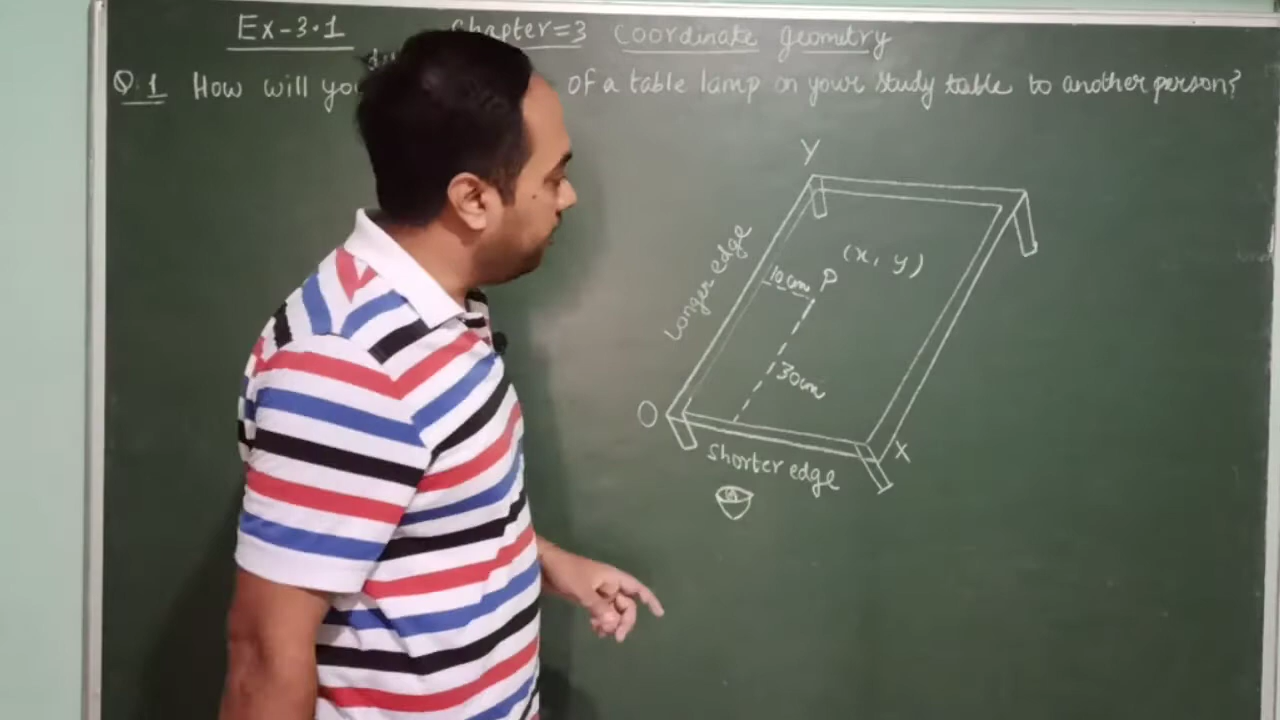 Ex-3.1 Chapter=3 Coordinate geometry
Q.1 How will you of a table lamp on your study table to another person?
Y
Longer edge
(x, y)
10cm P
30cm
O
X
Shorter edge